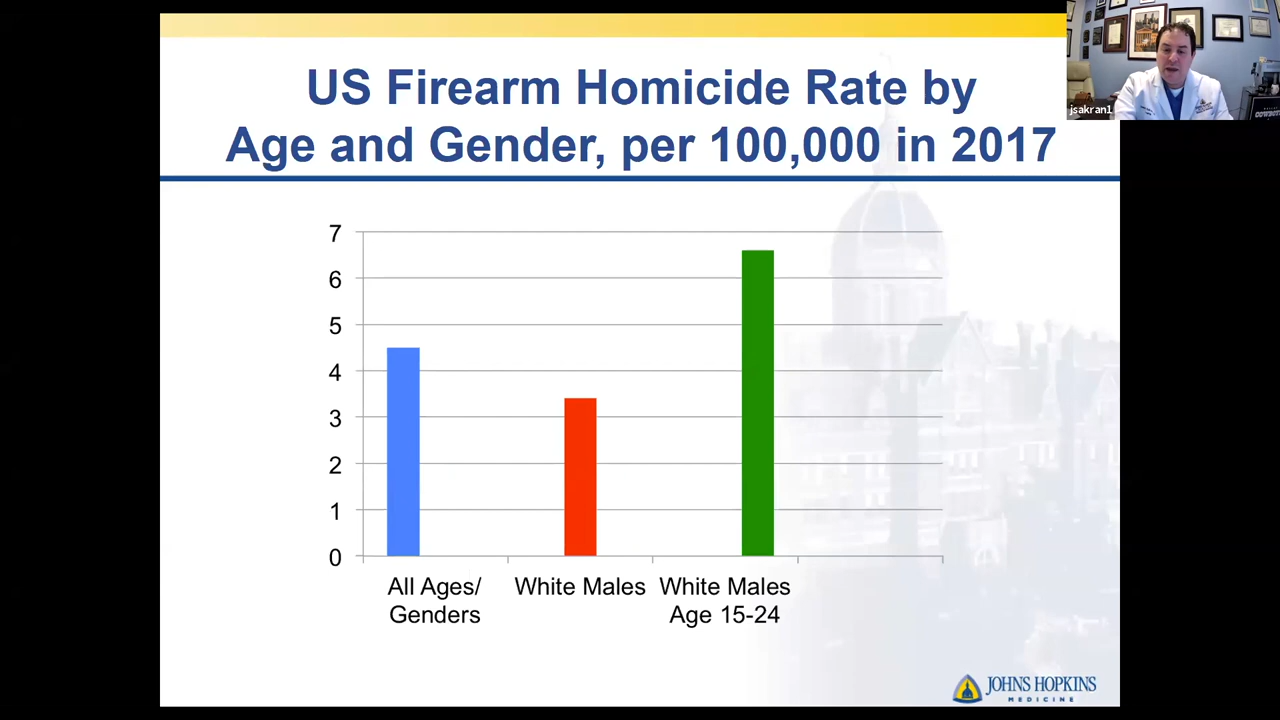 US Firearm Homicide Rate by
Age and Gender, per 100,000 in 2017
jsakran1
7
6
5
4
3
2
1
0
All Ages/
Genders
White Males
White Males
Age 15-24
JOHNS HOPKINS
MEDICINE
COWBOYS